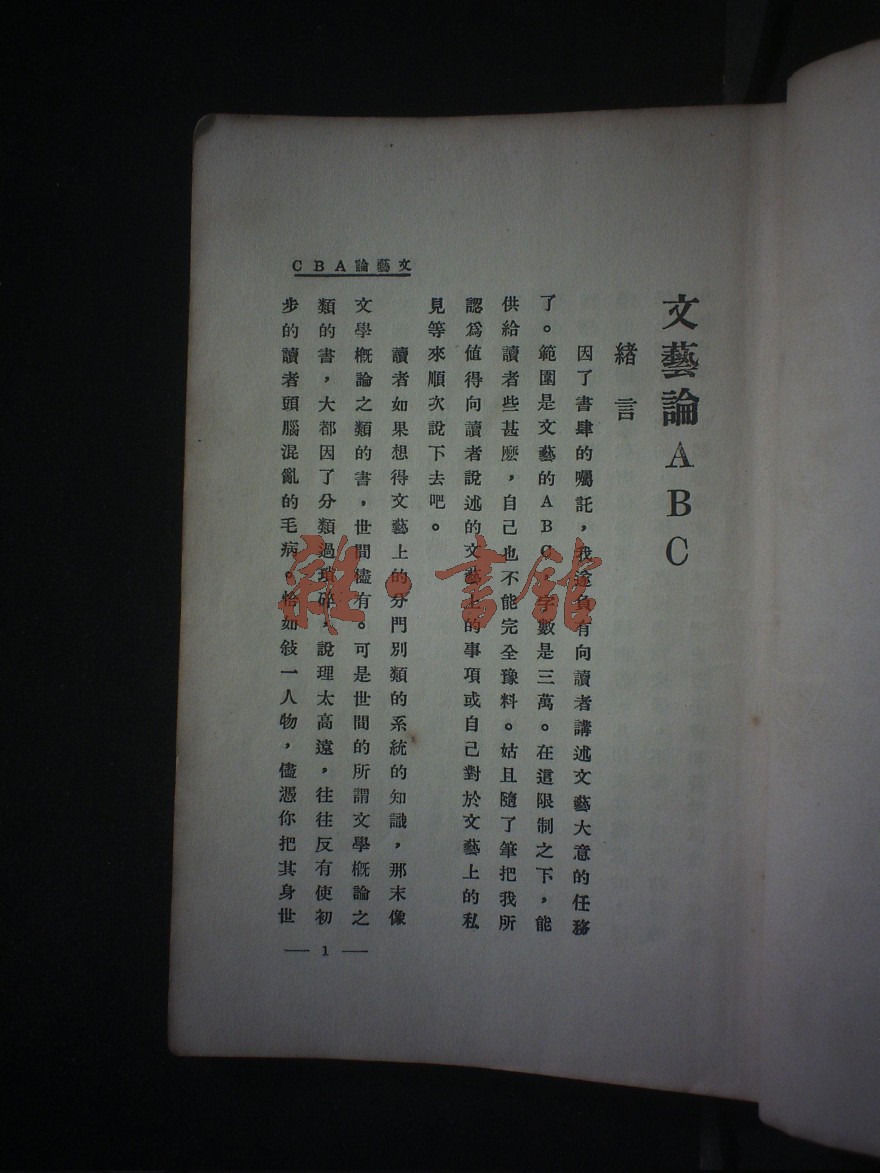 文藝論ABC
緒言
因了書肆的囑託，我遂負有向讀者講述文藝大意的任務
了。範圍是文藝的ABC，字數是三萬。在這限制之下，能
供給讀者些甚麼，自己也不能完全豫料。姑且隨了筆把我所
認爲値得向讀者說述的文藝上的事項或自己對於文藝上的私
見等來順次說下去吧。
讀者如果想得文藝上的分門別類的系統的知識，那末像
文學概論之類的書，世間儘有。可是世間的所謂文學概論之
類的書，大都因了分類過瑣碎，說理太高遠，往往反有使初
步的讀者頭腦混亂的毛病。恰如敍一人物，儘憑你把其身世
CBA論藝文
— 1 —
雜·書館